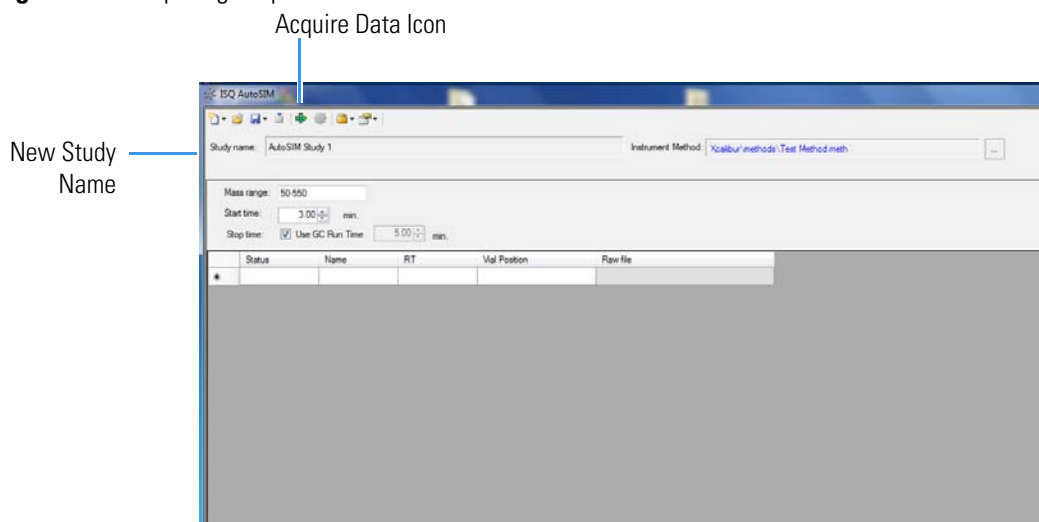 Acquire Data Icon
ISQ AutoSIM
New Study Name
Study name: AutoSIM Study 1 Instrument Method: Xcalibur\methods\Test Method.meth ...
Mass range: 50-550
Start time: 3.00 min.
Stop time: Use GC Run Time 5.00 min.
Status Name RT Vial Position Raw file